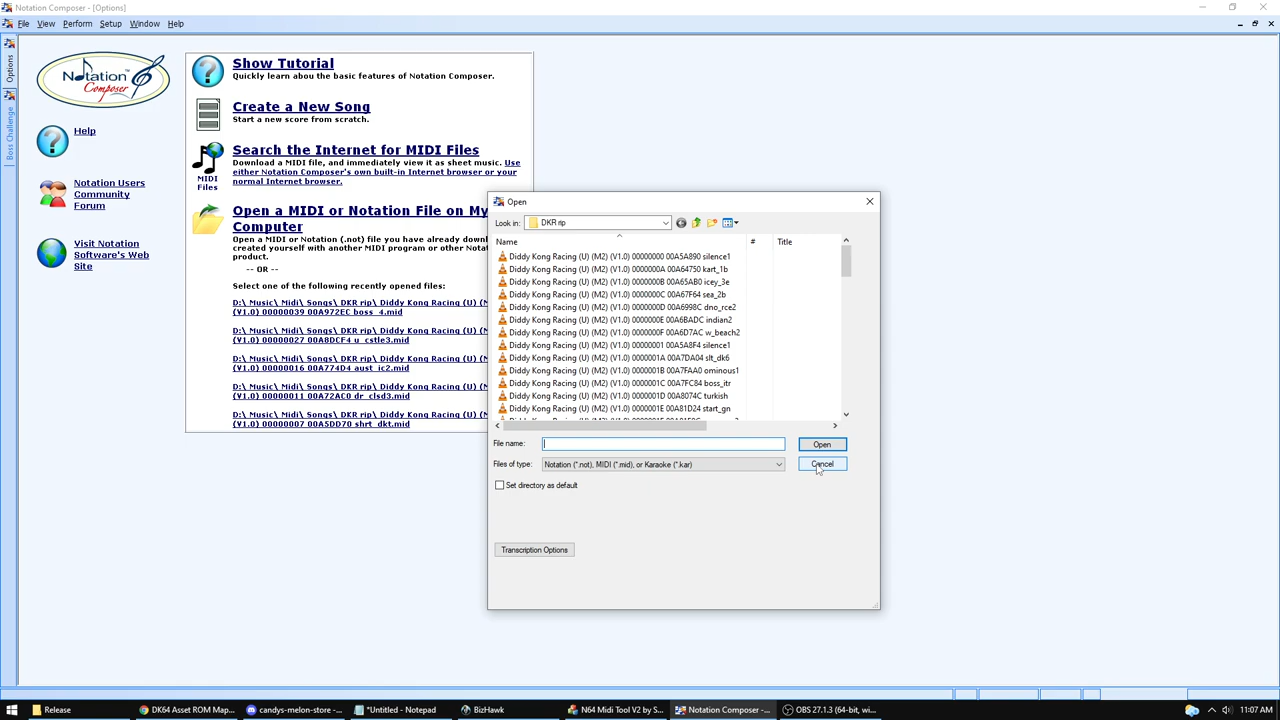 Notation Composer - [Options]
File View Perform Setup Window Help
Options
Boss Challenge
Notation Composer
Help
Notation Users
Community
Forum
Visit Notation
Software's Web
Site
Show Tutorial
Quickly learn about the basic features of Notation Composer.
Create a New Song
Start a new score from scratch.
MIDI
Files
Search the Internet for MIDI Files
Download a MIDI file, and immediately view it as sheet music. Use
either Notation Composer's own built-in Internet browser or your
normal Internet browser.
Open a MIDI or Notation File on My
Computer
Open a MIDI or Notation (.not) file you have already down
created yourself with another MIDI program or other Nota
product.
-- OR --
Select one of the following recently opened files:
D:\ Music\ Midi\ Songs\ DKR rip\ Diddy Kong Racing (U) (M
(V1.0) 00000039 00A972EC boss_4.mid
D:\ Music\ Midi\ Songs\ DKR rip\ Diddy Kong Racing (U) (M
(V1.0) 00000027 00A8DCF4 u_cstle3.mid
D:\ Music\ Midi\ Songs\ DKR rip\ Diddy Kong Racing (U) (M
(V1.0) 00000016 00A774D4 aust_ic2.mid
D:\ Music\ Midi\ Songs\ DKR rip\ Diddy Kong Racing (U) (M
(V1.0) 00000011 00A72AC0 dr_clsd3.mid
D:\ Music\ Midi\ Songs\ DKR rip\ Diddy Kong Racing (U) (M
(V1.0) 00000007 00A5DD70 shrt_dkt.mid
Open
Look in: DKR rip
Name # Title
Diddy Kong Racing (U) (M2) (V1.0) 00000000 00A5A890 silence1
Diddy Kong Racing (U) (M2) (V1.0) 0000000A 00A64750 kart_1b
Diddy Kong Racing (U) (M2) (V1.0) 0000000B 00A65AB0 icey_3e
Diddy Kong Racing (U) (M2) (V1.0) 0000000C 00A67F64 sea_2b
Diddy Kong Racing (U) (M2) (V1.0) 0000000D 00A6998C dno_rce2
Diddy Kong Racing (U) (M2) (V1.0) 0000000E 00A6BADC indian2
Diddy Kong Racing (U) (M2) (V1.0) 0000000F 00A6D7AC w_beach2
Diddy Kong Racing (U) (M2) (V1.0) 00000001 00A5A8F4 silence1
Diddy Kong Racing (U) (M2) (V1.0) 0000001A 00A7DA04 slt_dk6
Diddy Kong Racing (U) (M2) (V1.0) 0000001B 00A7FAA0 ominous1
Diddy Kong Racing (U) (M2) (V1.0) 0000001C 00A7FC84 boss_itr
Diddy Kong Racing (U) (M2) (V1.0) 0000001D 00A8074C turkish
Diddy Kong Racing (U) (M2) (V1.0) 0000001E 00A81D24 start_gn
File name: Open
Files of type: Notation (*.not), MIDI (*.mid), or Karaoke (*.kar) Cancel
Set directory as default
Transcription Options
Release DK64 Asset ROM Map... candys-melon-store -... *Untitled - Notepad BizHawk N64 Midi Tool V2 by S... Notation Composer -... OBS 27.1.3 (64-bit, wi... 11:07 AM